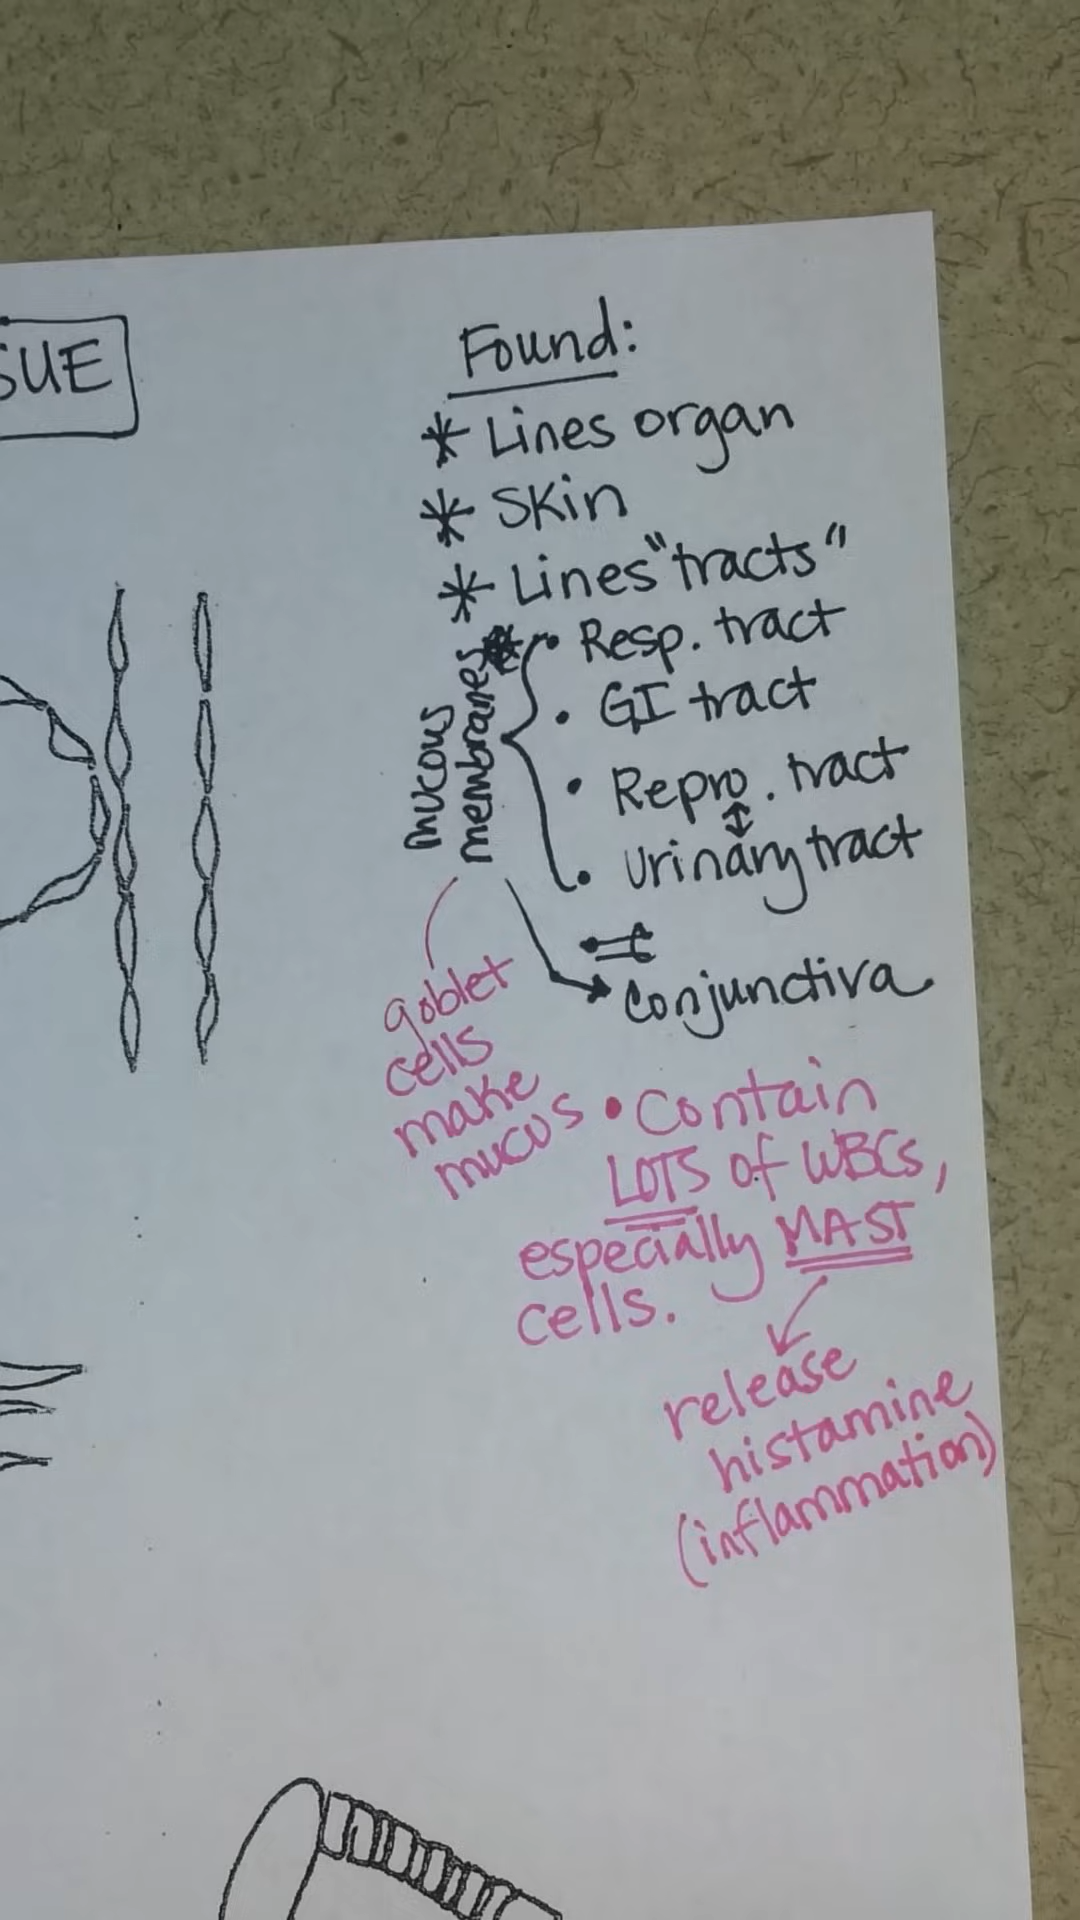 SUE
Found:
* Lines organ
* Skin
* Lines "tracts"
mucous
membranes
• Resp. tract
• GI tract
• Repro. tract
• Urinary tract
Conjunctiva
goblet
cells
make
mucus
• Contain
LOTS of WBCs,
especially MAST
cells.
release
histamine
(inflammation)